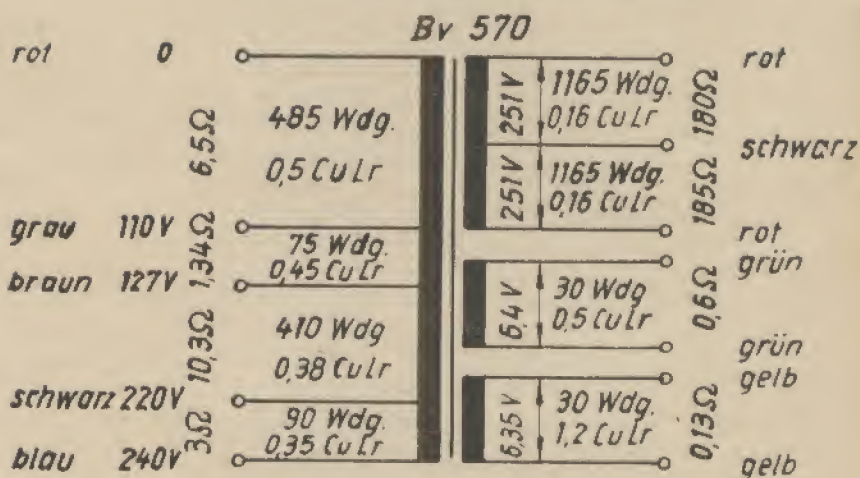 Bv 570
rot 0
6,5Ω
485 Wdg.
0,5 CuLr
grau 110V
1,34Ω
75 Wdg.
0,45 CuLr
braun 127V
10,3Ω
410 Wdg
0,38 CuLr
schwarz 220V
3Ω
90 Wdg.
0,35 CuLr
blau 240V
rot
251V
1165 Wdg.
0,16 CuLr
180Ω
schwarz
251V
1165 Wdg.
0,16 CuLr
185Ω
rot
grün
6,4V
30 Wdg
0,5 CuLr
0,6Ω
grün
gelb
6,35V
30 Wdg.
1,2 CuLr
0,13Ω
gelb